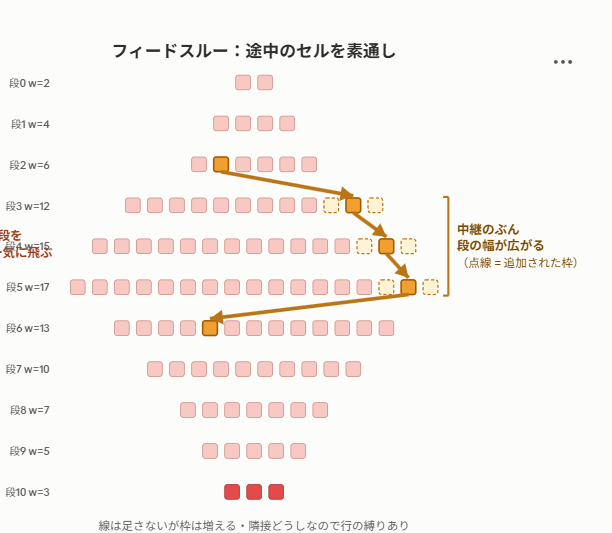 フィードスルー：途中のセルを素通し
…
段0 w=2
段1 w=4
段2 w=6
段3 w=12
段を
一気に飛ぶ
段4 w=15
段5 w=17
段6 w=13
段7 w=10
段8 w=7
段9 w=5
段10 w=3
中継のぶん
段の幅が広がる
（点線 = 追加された枠）
線は足さないが枠は増える・隣接どうしなので行の縛りあり